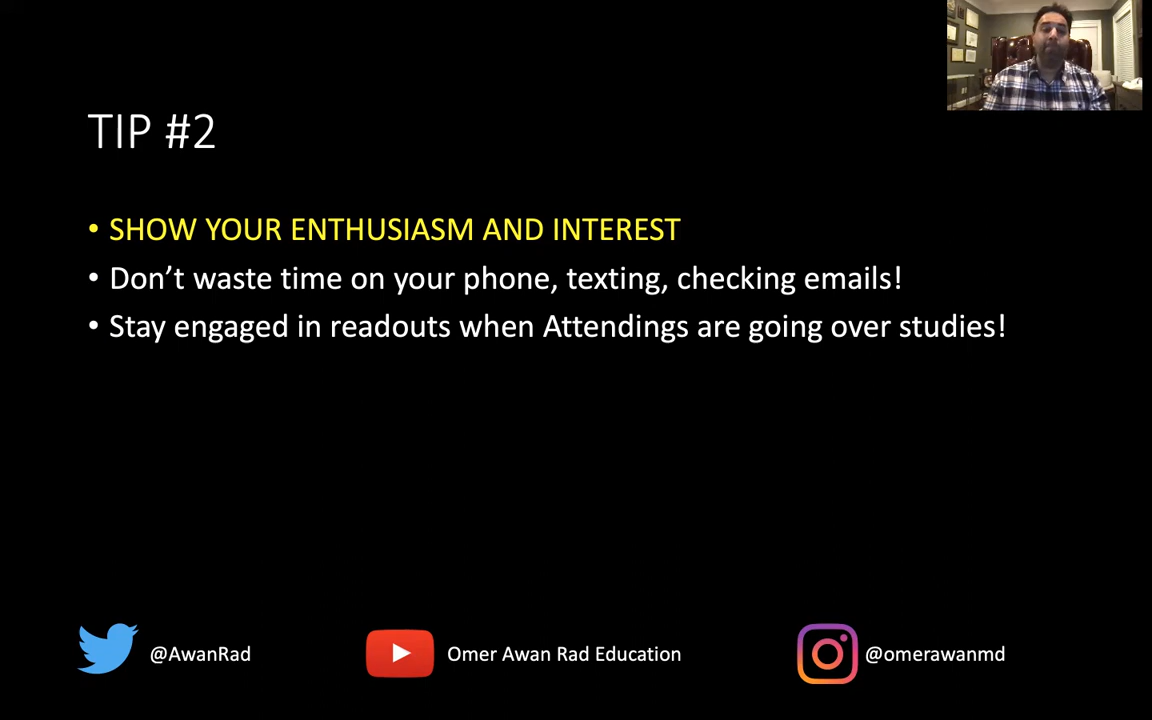 TIP #2
• SHOW YOUR ENTHUSIASM AND INTEREST
• Don’t waste time on your phone, texting, checking emails!
• Stay engaged in readouts when Attendings are going over studies!
@AwanRad
Omer Awan Rad Education
@omerawanmd